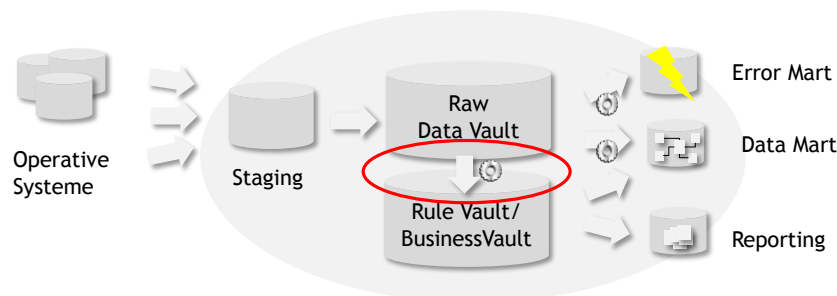 Operative
Systeme
Staging
Raw
Data Vault
Rule Vault/
BusinessVault
Error Mart
Data Mart
Reporting